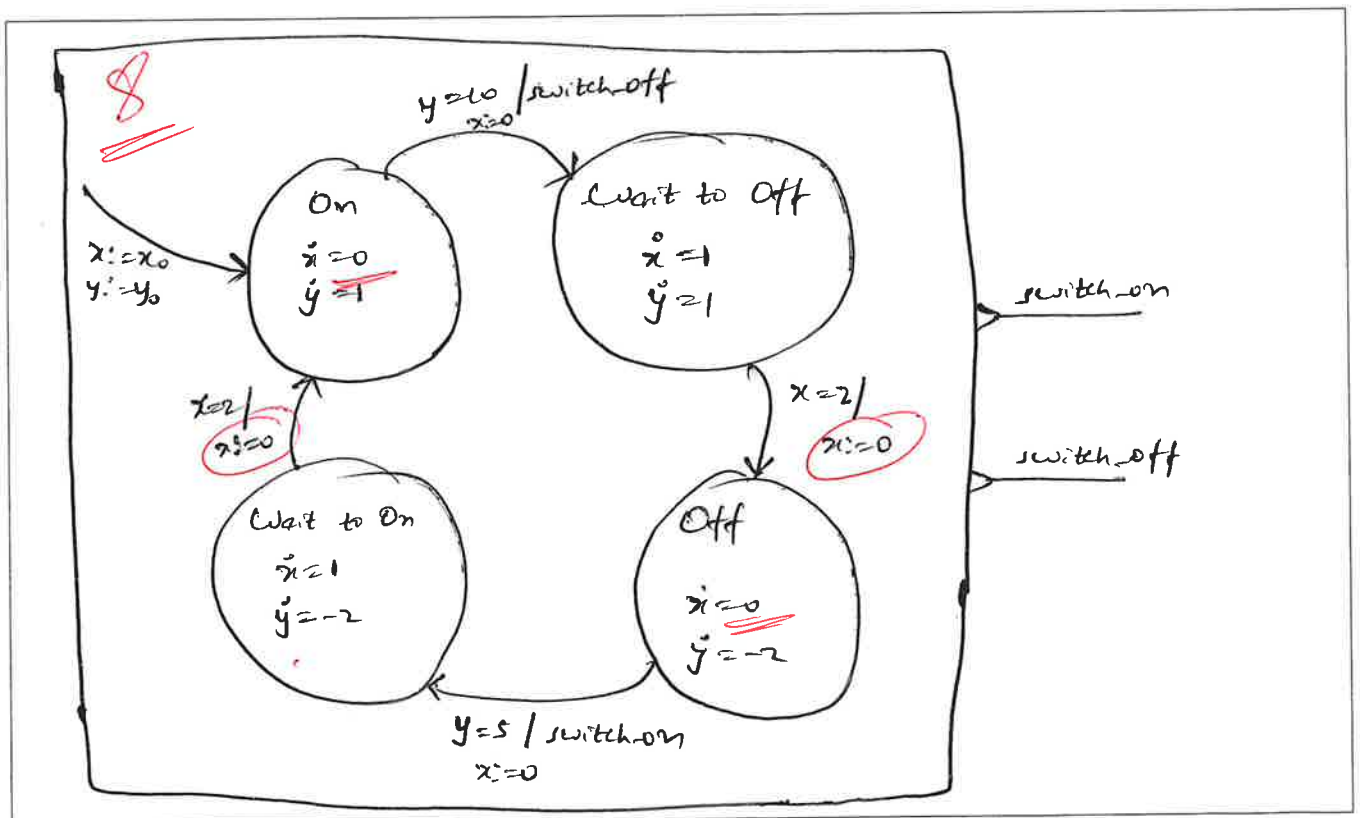 8
y=10 / switch_off
x:=0
On
ẋ=0
ẏ=1
x:=x₀
y:=y₀
Wait to Off
ẋ=1
ẏ=1
switch_on
x=2/
x:=0
x=2/
x:=0
switch_off
Wait to On
ẋ=1
ẏ=-2
Off
ẋ=0
ẏ=-2
y=5 / switch_on
x:=0